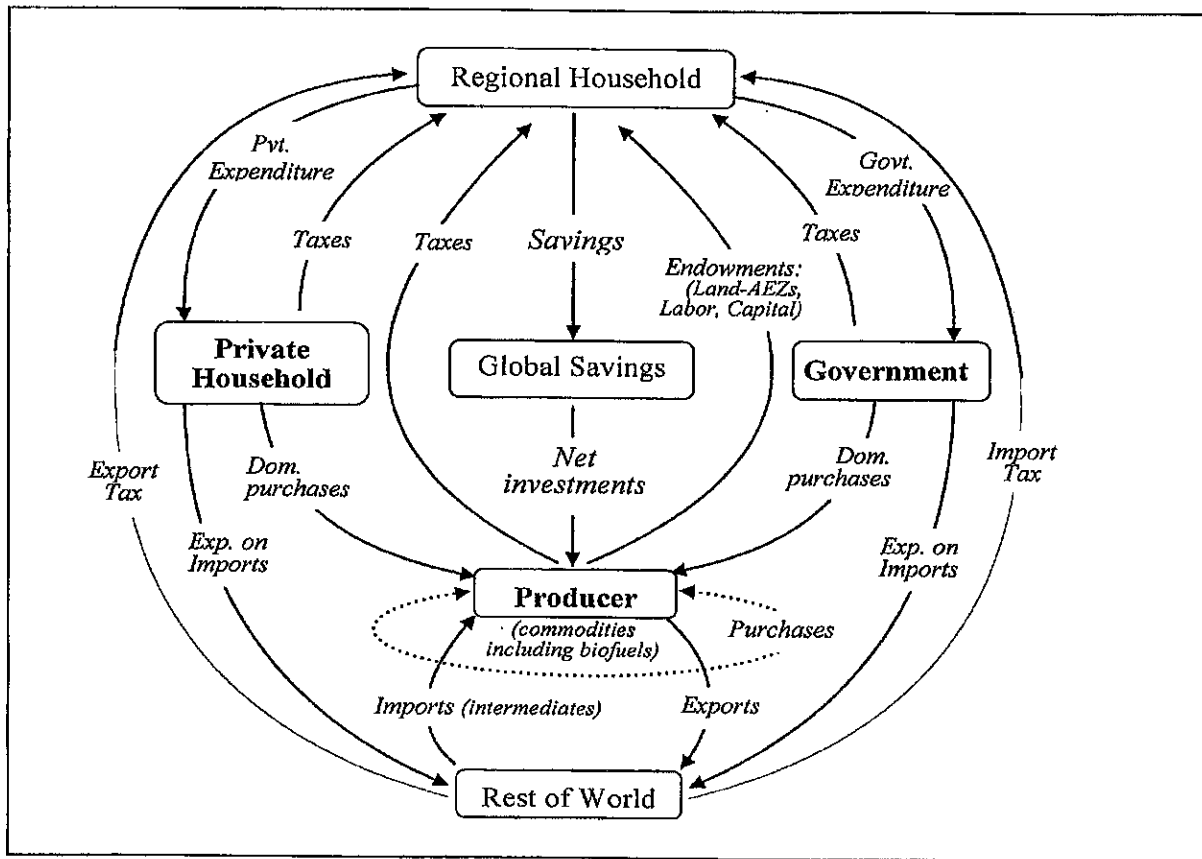 Regional Household
Pvt.
Expenditure
Govt.
Expenditure
Taxes
Taxes
Savings
Taxes
Endowments:
(Land-AEZs,
Labor, Capital)
Private
Household
Global Savings
Government
Export
Tax
Dom.
purchases
Net
investments
Dom.
purchases
Import
Tax
Exp. on
Imports
Exp. on
Imports
Producer
(commodities
including biofuels)
Purchases
Imports (intermediates)
Exports
Rest of World